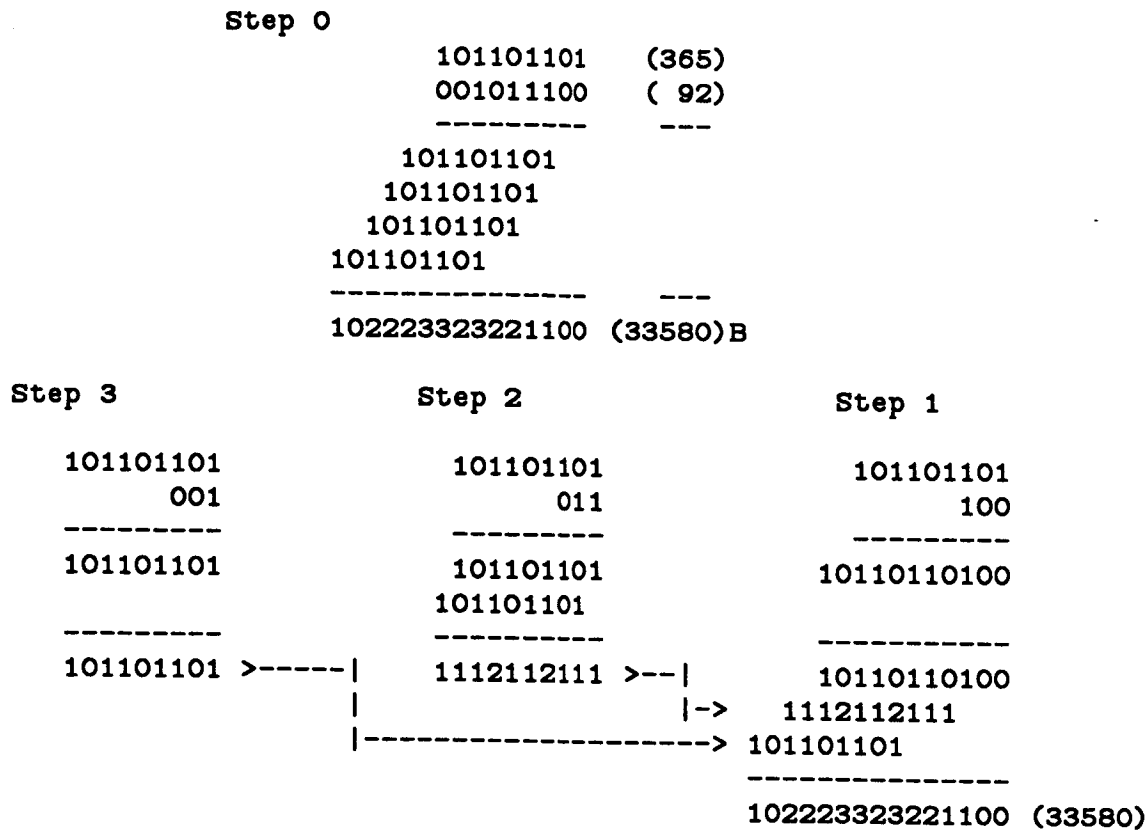 Step 0
101101101 (365)
001011100 ( 92)
--------- ---
101101101
101101101
101101101
101101101
--------------- ---
102223323221100 (33580)B
Step 3 Step 2 Step 1
101101101 101101101 101101101
001 011 100
--------- --------- ---------
101101101 101101101 10110110100
101101101
--------- ---------- -----------
101101101 >-----| 1112112111 >--| 10110110100
| |-> 1112112111
|--------------------> 101101101
---------------
102223323221100 (33580)